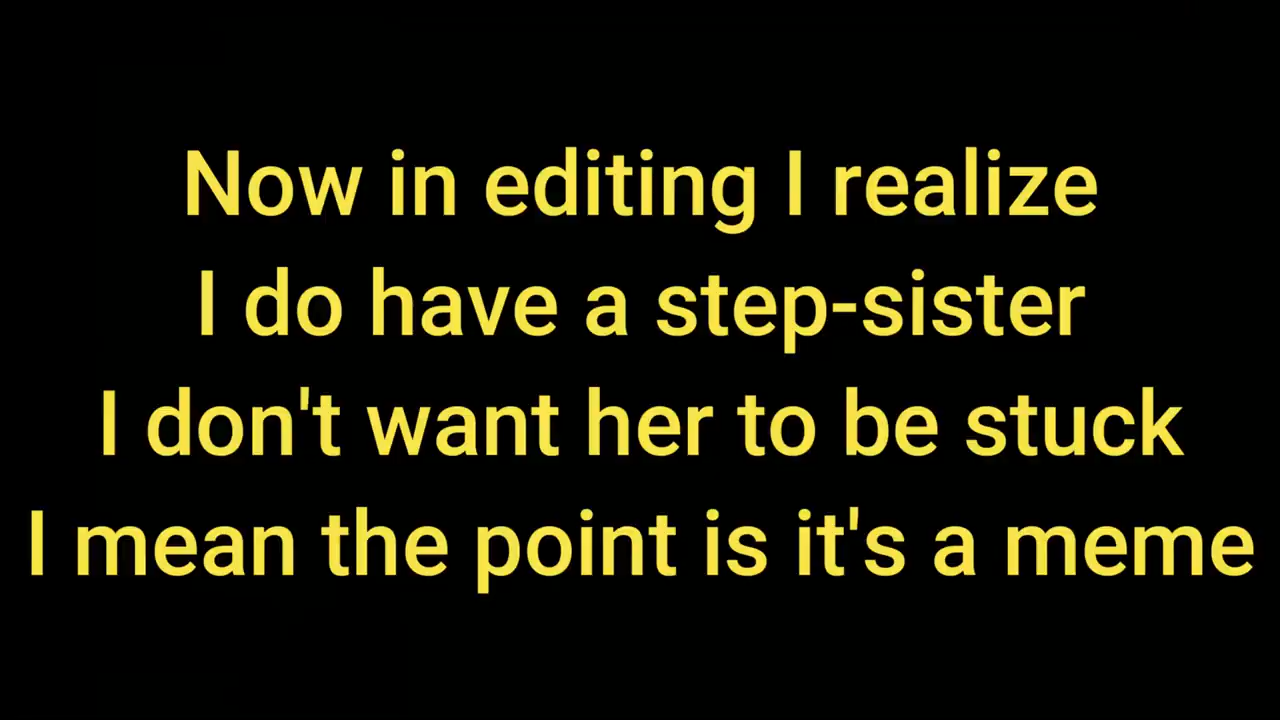 Now in editing I realize
I do have a step-sister
I don't want her to be stuck
I mean the point is it's a meme